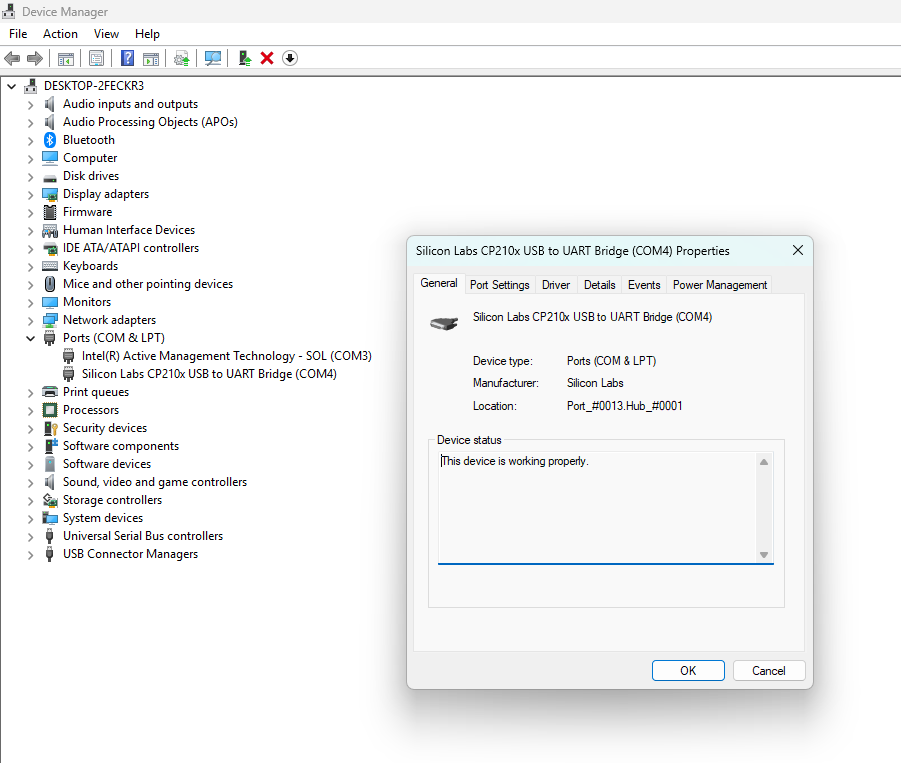 Device Manager
File Action View Help
DESKTOP-2FECKR3
Audio inputs and outputs
Audio Processing Objects (APOs)
Bluetooth
Computer
Disk drives
Display adapters
Firmware
Human Interface Devices
IDE ATA/ATAPI controllers
Keyboards
Mice and other pointing devices
Monitors
Network adapters
Ports (COM & LPT)
Intel(R) Active Management Technology - SOL (COM3)
Silicon Labs CP210x USB to UART Bridge (COM4)
Print queues
Processors
Security devices
Software components
Software devices
Sound, video and game controllers
Storage controllers
System devices
Universal Serial Bus controllers
USB Connector Managers
Silicon Labs CP210x USB to UART Bridge (COM4) Properties
General Port Settings Driver Details Events Power Management
Silicon Labs CP210x USB to UART Bridge (COM4)
Device type: Ports (COM & LPT)
Manufacturer: Silicon Labs
Location: Port_#0013.Hub_#0001
Device status
This device is working properly.
OK Cancel